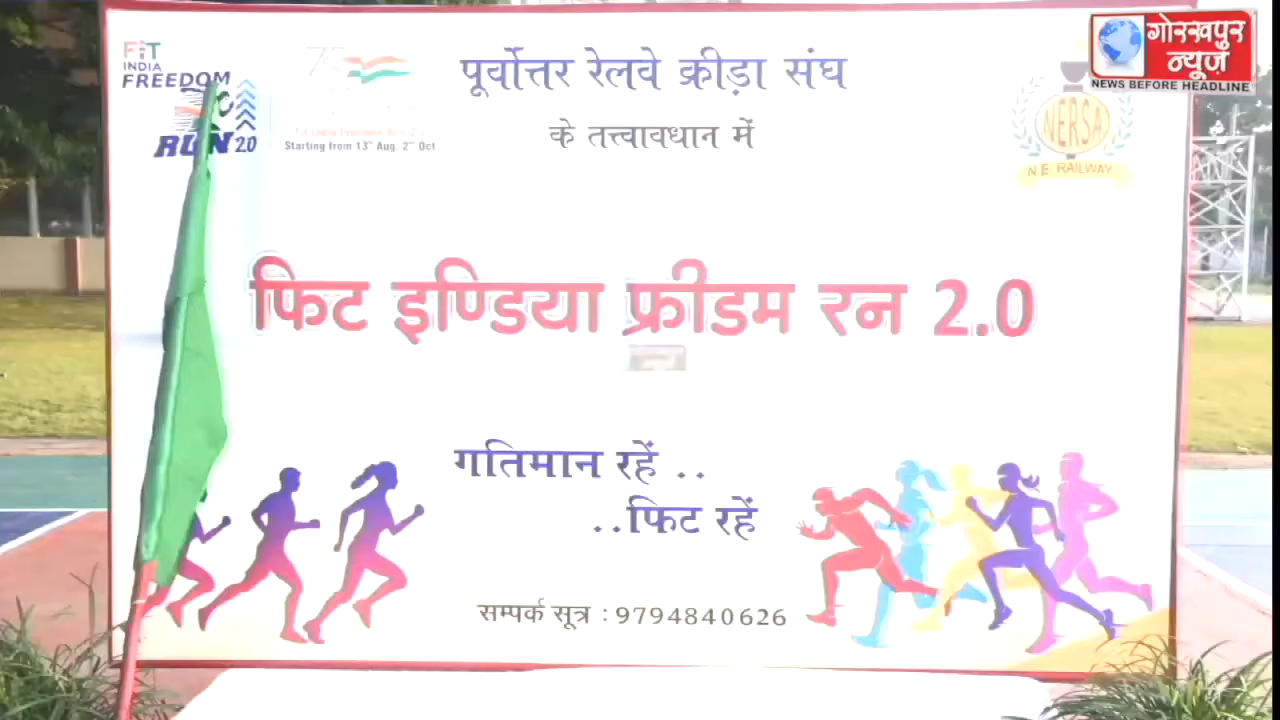 FiT
INDIA
FREEDOM
RUN 2.0
Starting from 13th Aug. 2nd Oct
पूर्वोत्तर रेलवे क्रीड़ा संघ
के तत्त्वावधान में
NERSA
N.E. RAILWAY
गोरखपुर
न्यूज़
NEWS BEFORE HEADLINE
फिट इण्डिया फ्रीडम रन 2.0
गतिमान रहें ..
..फिट रहें
सम्पर्क सूत्र : 9794840626